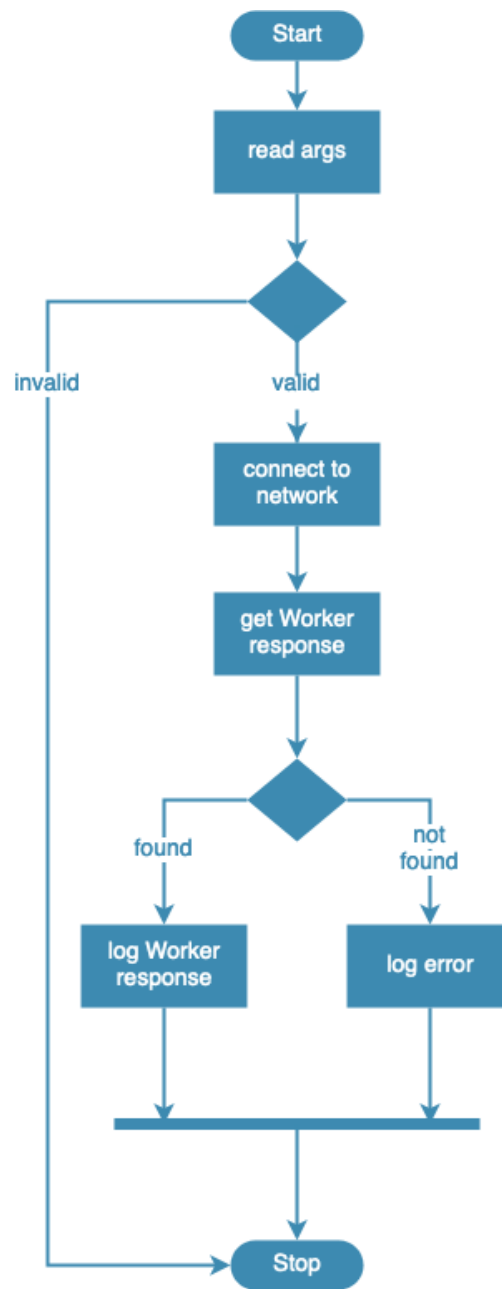 Start
read args
invalid
valid
connect to
network
get Worker
response
found
not
found
log Worker
response
log error
Stop